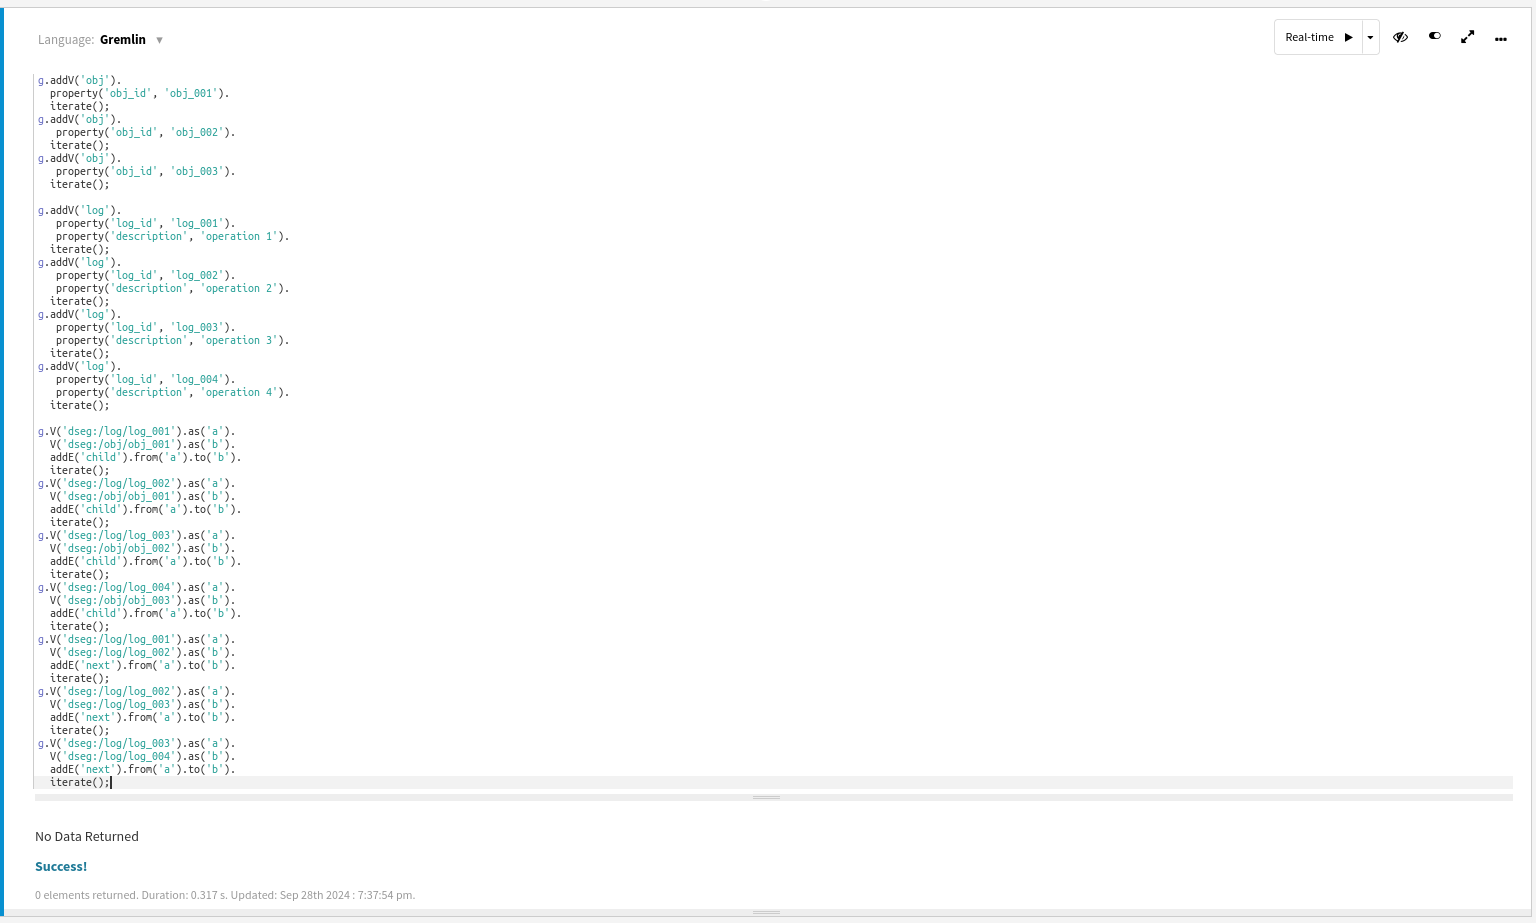 Language: Gremlin ▼
Real-time ▶
g.addV('obj').
  property('obj_id', 'obj_001').
  iterate();
g.addV('obj').
   property('obj_id', 'obj_002').
  iterate();
g.addV('obj').
   property('obj_id', 'obj_003').
  iterate();

g.addV('log').
   property('log_id', 'log_001').
   property('description', 'operation 1').
  iterate();
g.addV('log').
   property('log_id', 'log_002').
   property('description', 'operation 2').
  iterate();
g.addV('log').
   property('log_id', 'log_003').
   property('description', 'operation 3').
  iterate();
g.addV('log').
   property('log_id', 'log_004').
   property('description', 'operation 4').
  iterate();

g.V('dseg:/log/log_001').as('a').
  V('dseg:/obj/obj_001').as('b').
  addE('child').from('a').to('b').
  iterate();
g.V('dseg:/log/log_002').as('a').
  V('dseg:/obj/obj_001').as('b').
  addE('child').from('a').to('b').
  iterate();
g.V('dseg:/log/log_003').as('a').
  V('dseg:/obj/obj_002').as('b').
  addE('child').from('a').to('b').
  iterate();
g.V('dseg:/log/log_004').as('a').
  V('dseg:/obj/obj_003').as('b').
  addE('child').from('a').to('b').
  iterate();
g.V('dseg:/log/log_001').as('a').
  V('dseg:/log/log_002').as('b').
  addE('next').from('a').to('b').
  iterate();
g.V('dseg:/log/log_002').as('a').
  V('dseg:/log/log_003').as('b').
  addE('next').from('a').to('b').
  iterate();
g.V('dseg:/log/log_003').as('a').
  V('dseg:/log/log_004').as('b').
  addE('next').from('a').to('b').
  iterate();
No Data Returned
Success!
0 elements returned. Duration: 0.317 s. Updated: Sep 28th 2024 : 7:37:54 pm.